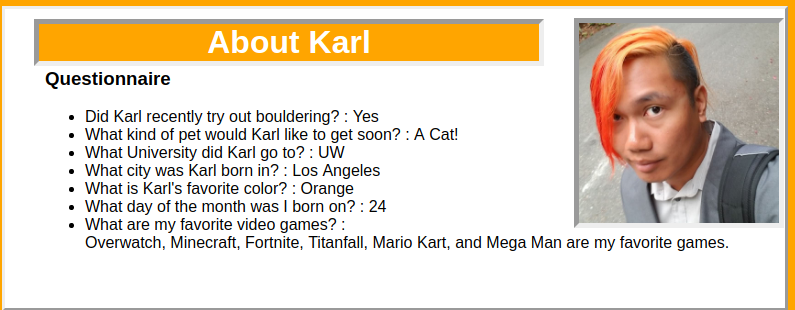 About Karl
Questionnaire
Did Karl recently try out bouldering? : Yes
What kind of pet would Karl like to get soon? : A Cat!
What University did Karl go to? : UW
What city was Karl born in? : Los Angeles
What is Karl's favorite color? : Orange
What day of the month was I born on? : 24
What are my favorite video games? :
Overwatch, Minecraft, Fortnite, Titanfall, Mario Kart, and Mega Man are my favorite games.